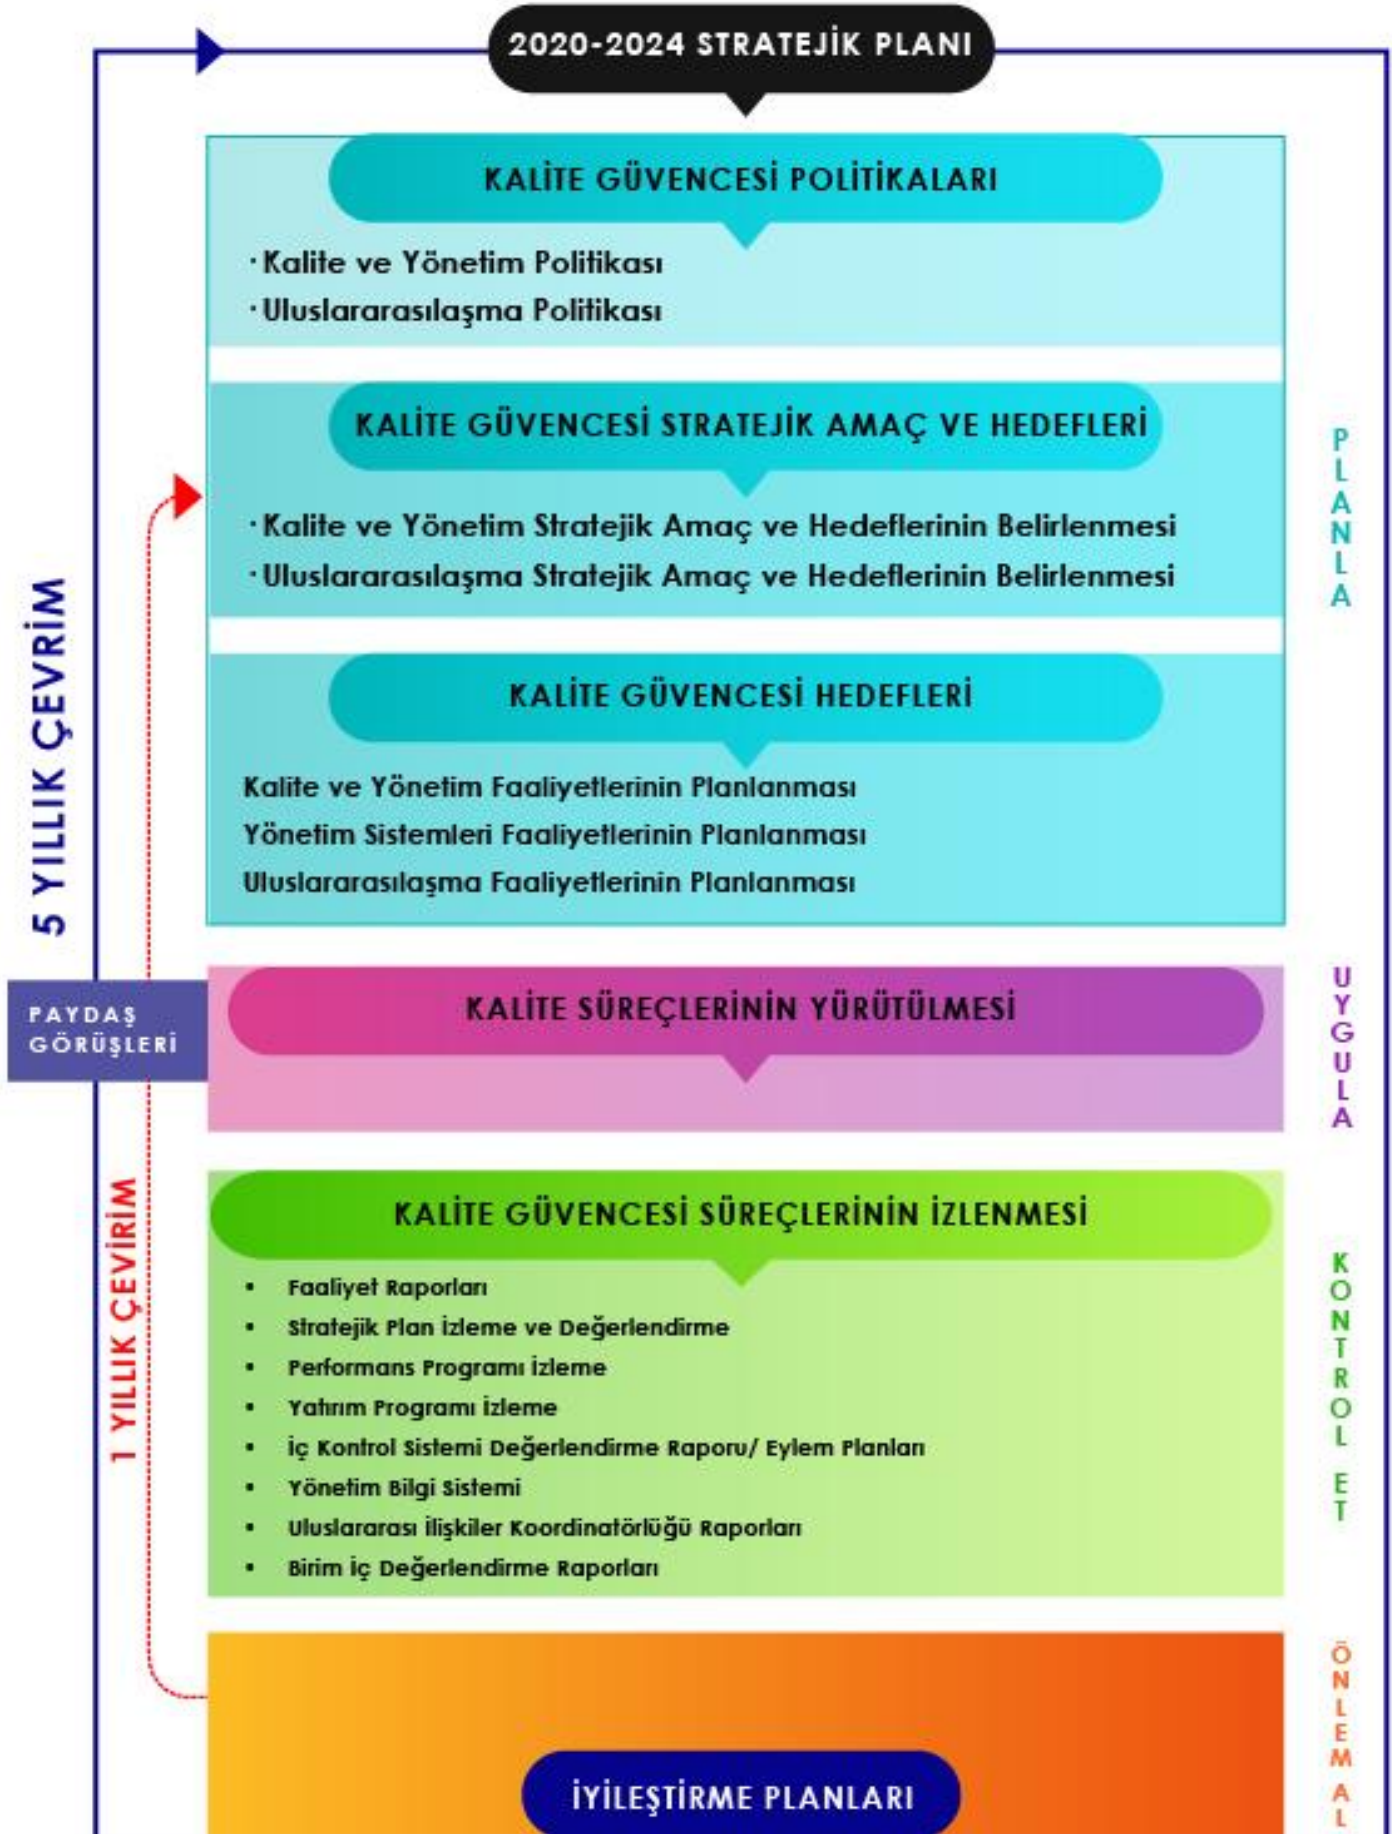 2020-2024 STRATEJİK PLANI
KALİTE GÜVENCESİ POLİTİKALARI
· Kalite ve Yönetim Politikası
· Uluslararasılaşma Politikası
KALİTE GÜVENCESİ STRATEJİK AMAÇ VE HEDEFLERİ
· Kalite ve Yönetim Stratejik Amaç ve Hedeflerinin Belirlenmesi
· Uluslararasılaşma Stratejik Amaç ve Hedeflerinin Belirlenmesi
KALİTE GÜVENCESİ HEDEFLERİ
Kalite ve Yönetim Faaliyetlerinin Planlanması
Yönetim Sistemleri Faaliyetlerinin Planlanması
Uluslararasılaşma Faaliyetlerinin Planlanması
PLANLA
5 YILLIK ÇEVRİM
PAYDAŞ
GÖRÜŞLERİ
KALİTE SÜREÇLERİNİN YÜRÜTÜLMESİ
UYGULA
1 YILLIK ÇEVİRİM
KALİTE GÜVENCESİ SÜREÇLERİNİN İZLENMESİ
• Faaliyet Raporları
• Stratejik Plan İzleme ve Değerlendirme
• Performans Programı İzleme
• Yatırım Programı İzleme
• İç Kontrol Sistemi Değerlendirme Raporu/ Eylem Planları
• Yönetim Bilgi Sistemi
• Uluslararası İlişkiler Koordinatörlüğü Raporları
• Birim İç Değerlendirme Raporları
KONTROL ET
İYİLEŞTİRME PLANLARI
ÖNLEM AL